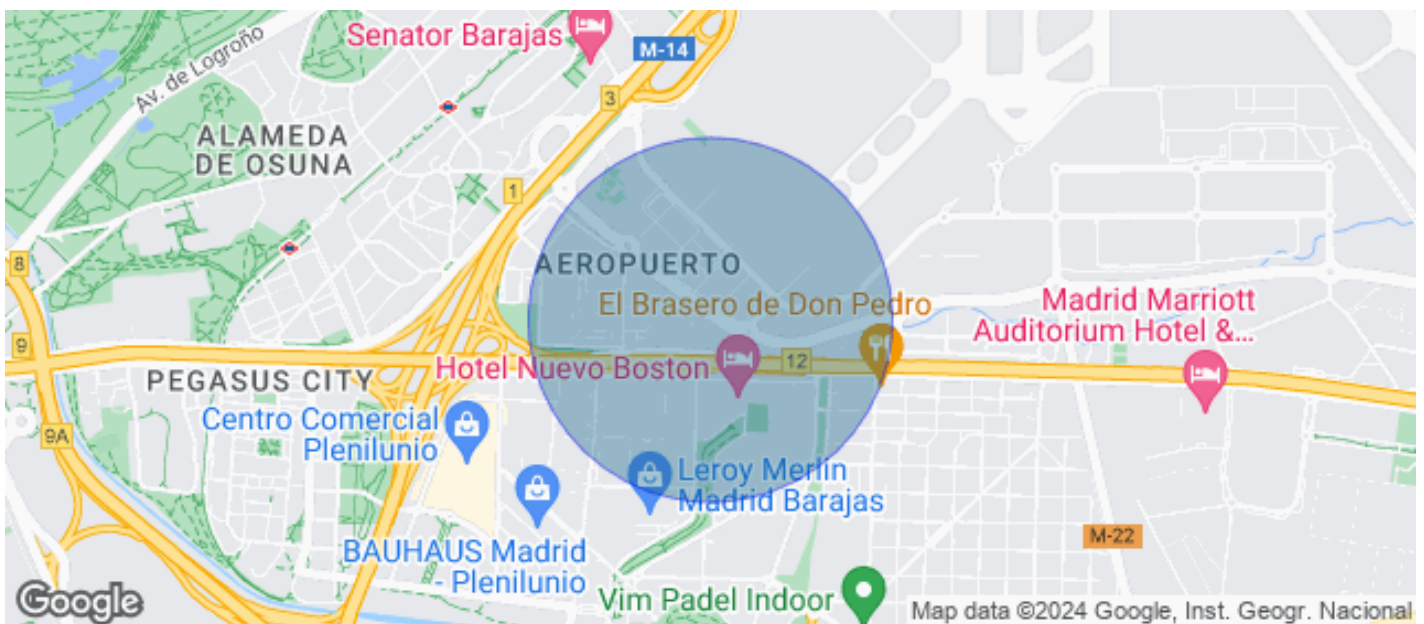 Senator Barajas
M-14
Av. de Logroño
3
ALAMEDA
DE OSUNA
1
8
AEROPUERTO
El Brasero de Don Pedro
Madrid Marriott
Auditorium Hotel &...
9
Hotel Nuevo Boston
12
PEGASUS CITY
Centro Comercial
Plenilunio
9A
Leroy Merlin
Madrid Barajas
BAUHAUS Madrid
- Plenilunio
M-22
Vim Padel Indoor
Google
Map data ©2024 Google, Inst. Geogr. Nacional